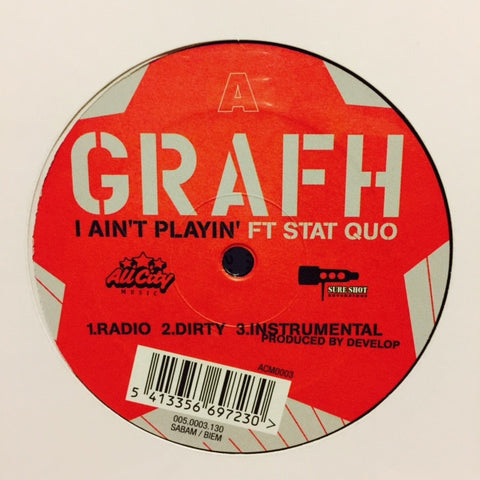 A
GRAFH
I AIN'T PLAYIN' FT STAT QUO
All City
MUSIC
SURE SHOT
RECORDINGS
1.RADIO 2.DIRTY 3.INSTRUMENTAL
PRODUCED BY DEVELOP
ACM0003
5 413356 697230 >
005.0003.130
SABAM / BIEM